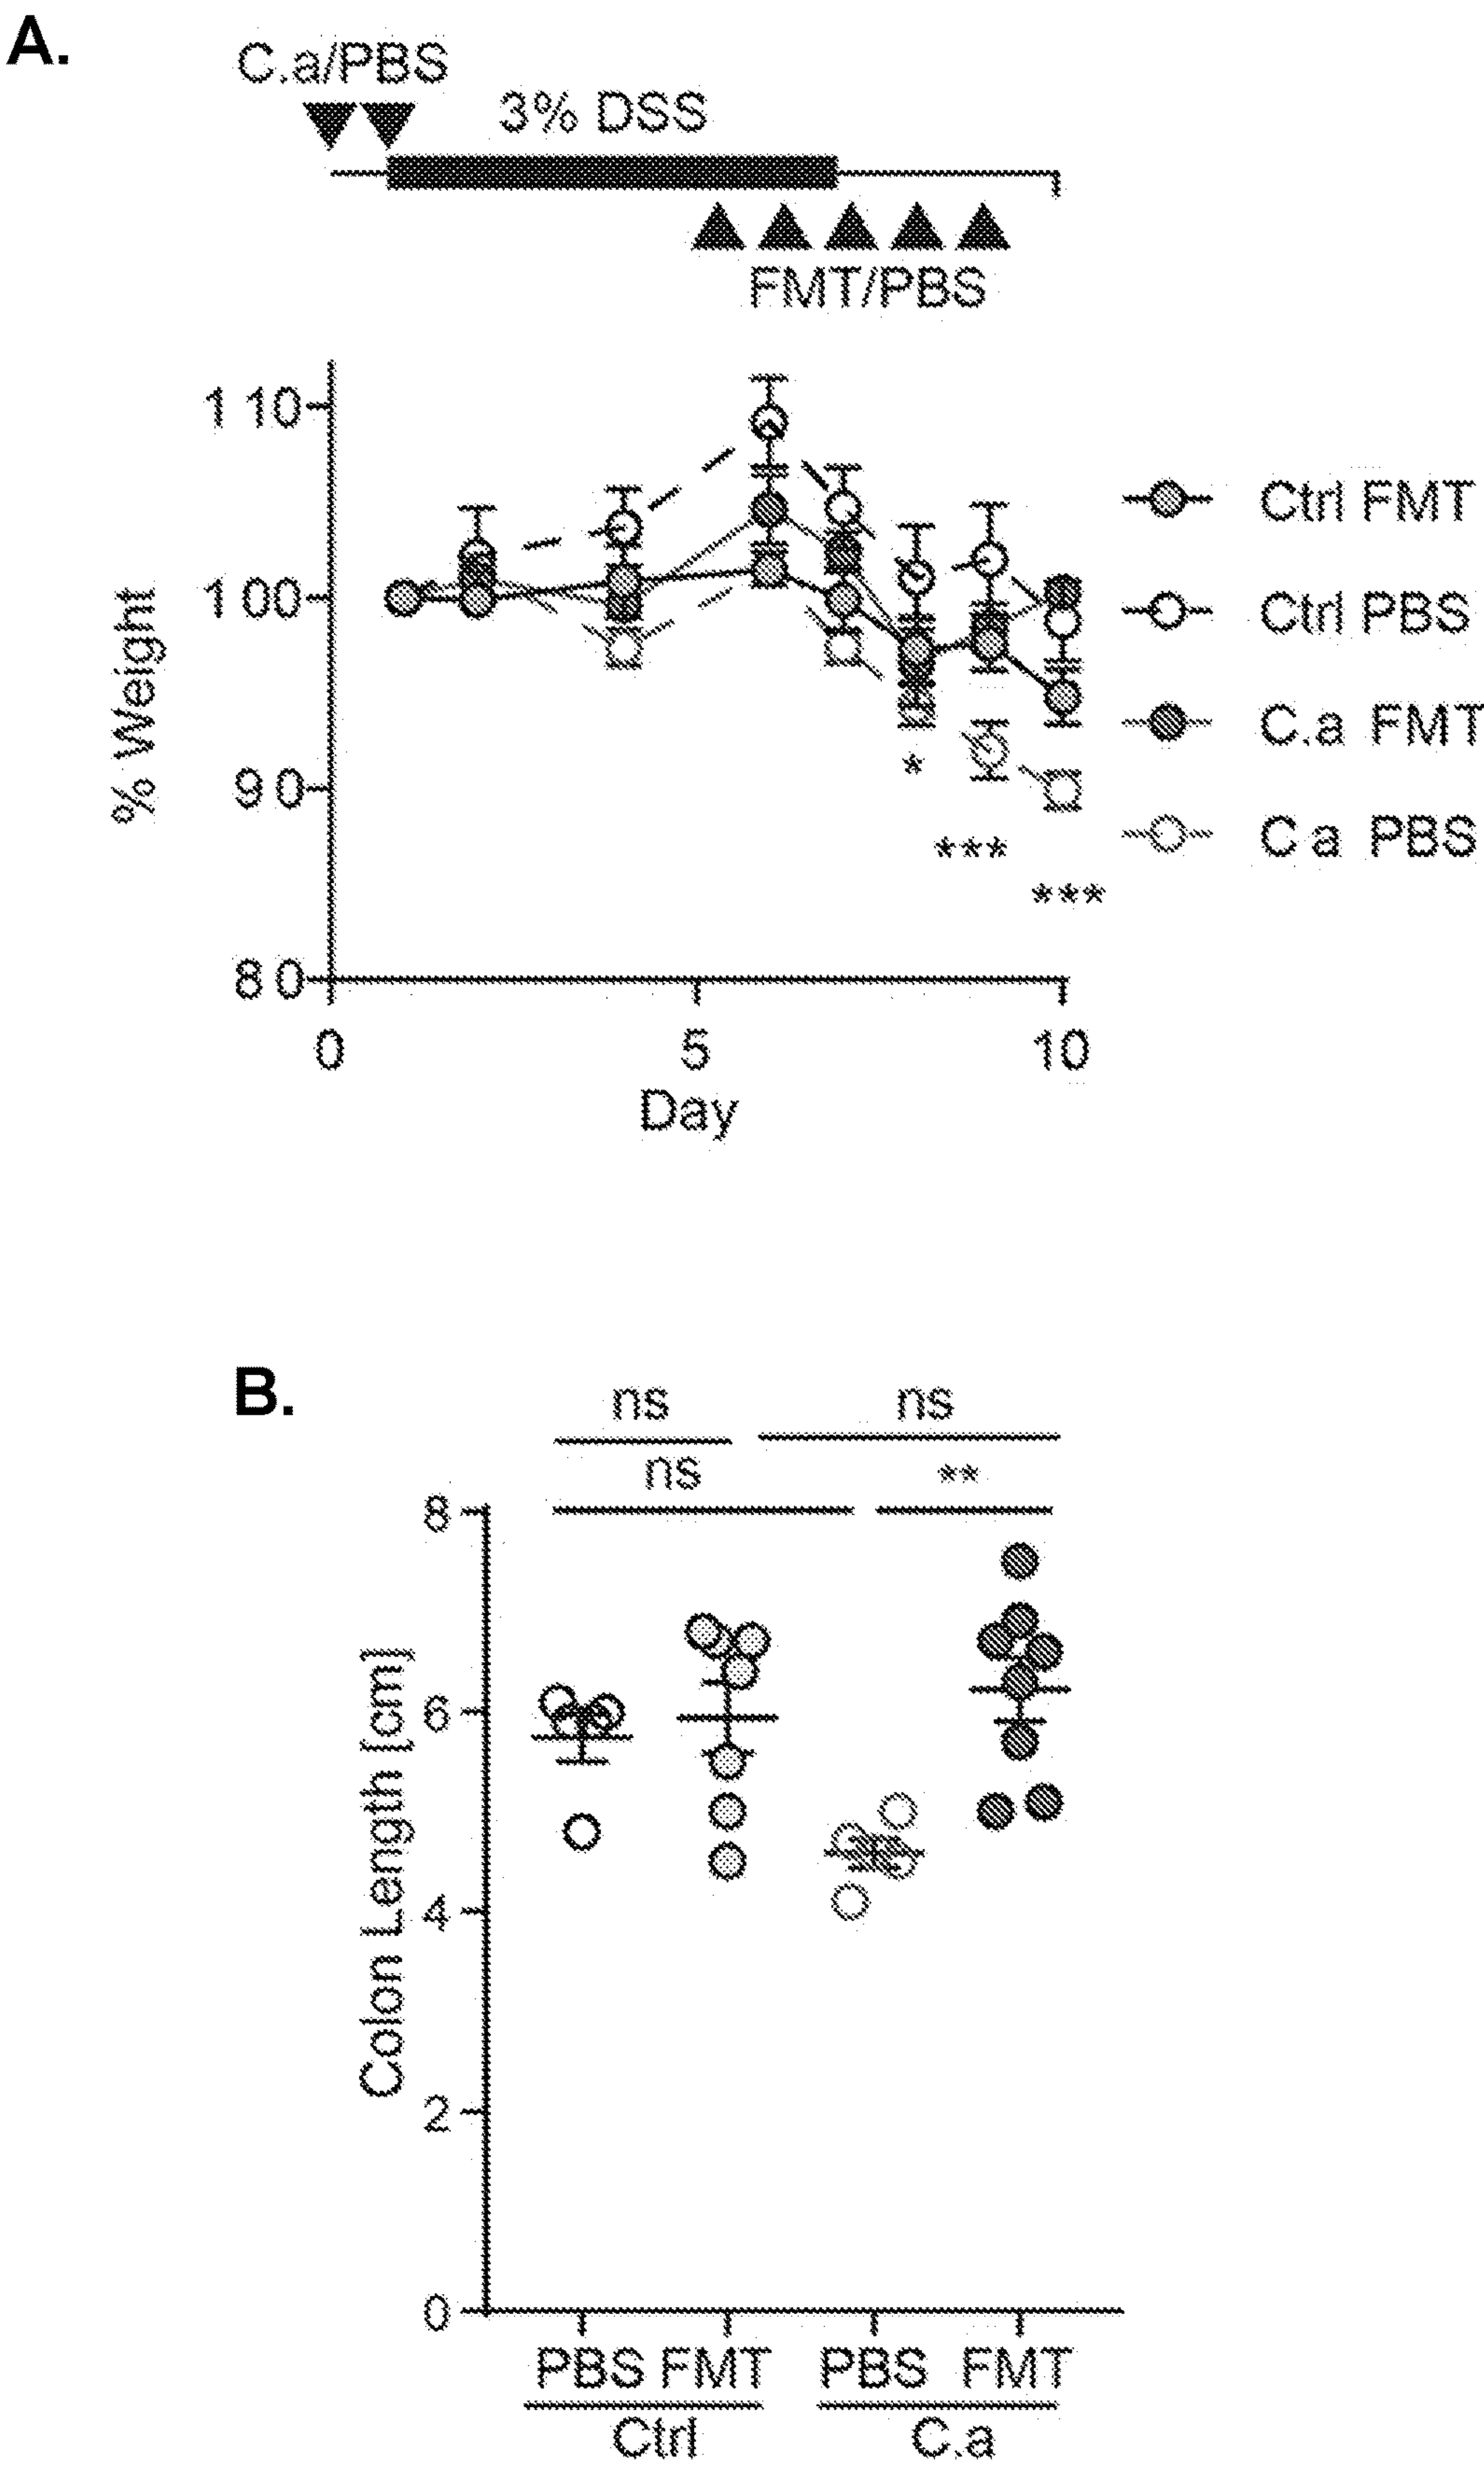 A.
C.a/PBS
3% DSS
FMT/PBS
110
100
90
80
% Weight
0
5
10
Day
*
***
***
Ctrl FMT
Ctrl PBS
C.a FMT
C a PBS
B.
ns
ns
ns
**
8
6
4
2
0
Colon Length [cm]
PBS FMT PBS FMT
Ctrl C.a